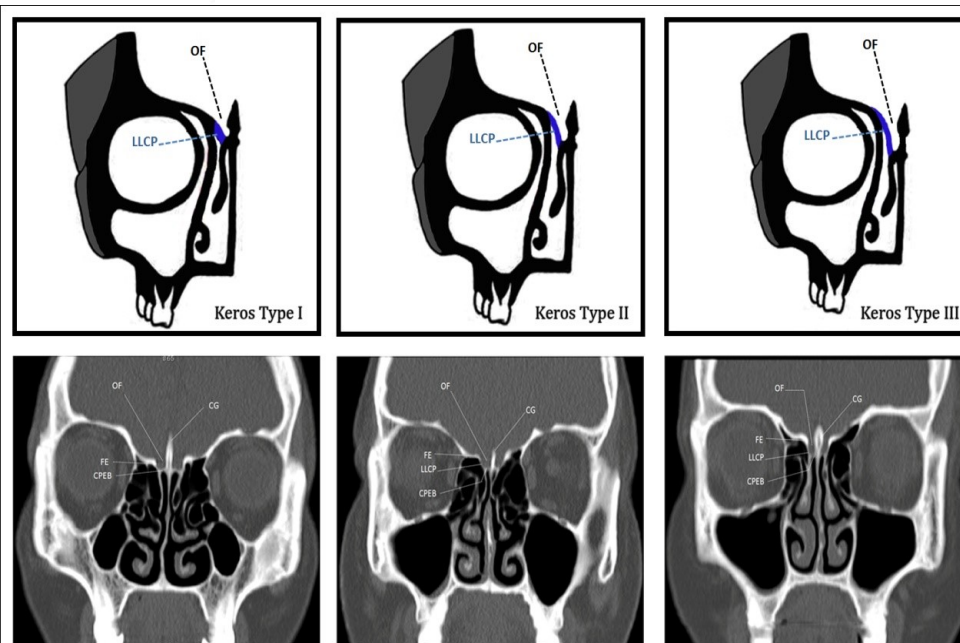 OF
LLCP
Keros Type I
OF
LLCP
Keros Type II
OF
LLCP
Keros Type III
OF
CG
FE
CPEB
OF
CG
FE
LLCP
CPEB
OF
CG
FE
LLCP
CPEB